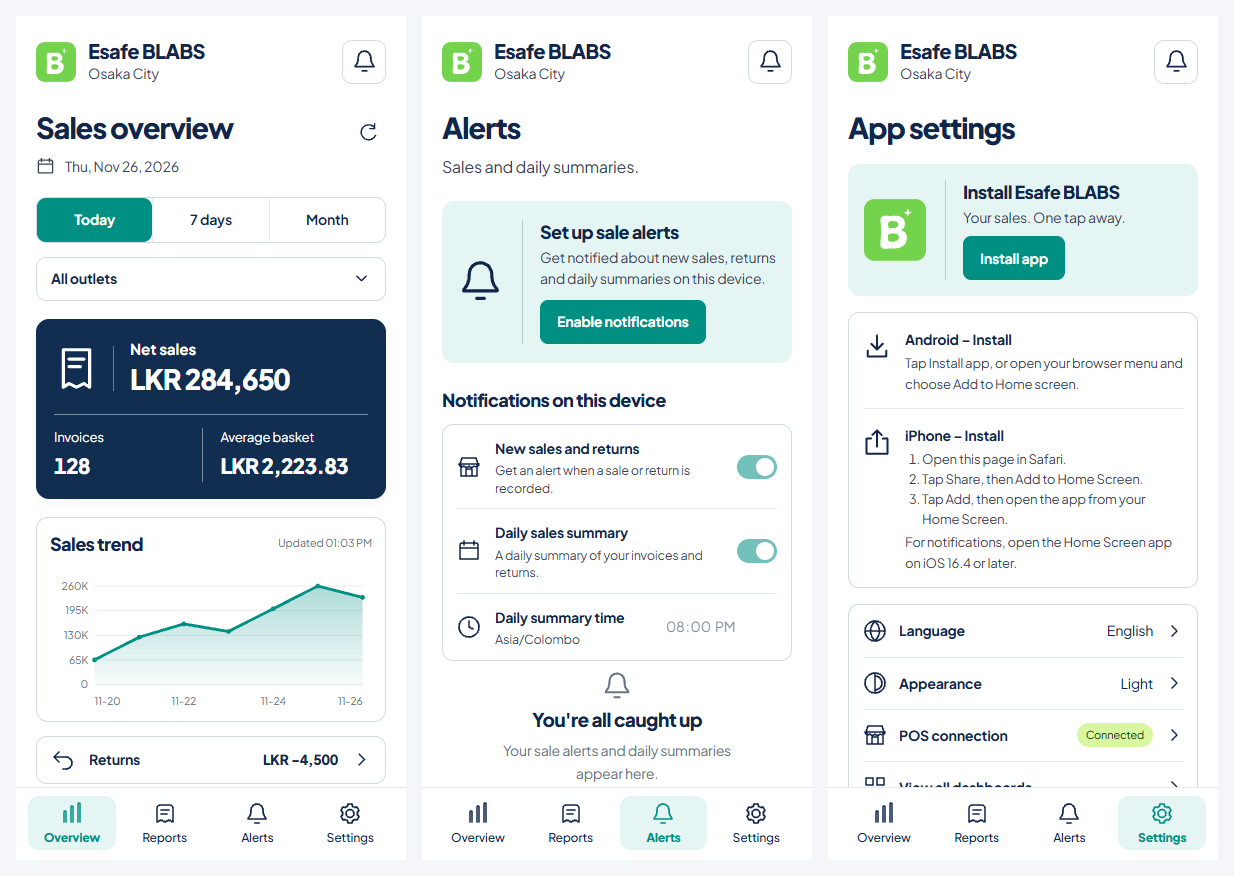 B
Esafe BLABS
Osaka City
Sales overview
Thu, Nov 26, 2026
Today
7 days
Month
All outlets
Net sales
LKR 284,650
Invoices
128
Average basket
LKR 2,223.83
Sales trend
Updated 01:03 PM
260K
195K
130K
65K
0
11-20
11-22
11-24
11-26
Returns
LKR -4,500
Overview
Reports
Alerts
Settings
B
Esafe BLABS
Osaka City
Alerts
Sales and daily summaries.
Set up sale alerts
Get notified about new sales, returns
and daily summaries on this device.
Enable notifications
Notifications on this device
New sales and returns
Get an alert when a sale or return is
recorded.
Daily sales summary
A daily summary of your invoices and
returns.
Daily summary time
Asia/Colombo
08:00 PM
You're all caught up
Your sale alerts and daily summaries
appear here.
Overview
Reports
Alerts
Settings
B
Esafe BLABS
Osaka City
App settings
B
Install Esafe BLABS
Your sales. One tap away.
Install app
Android – Install
Tap Install app, or open your browser menu and
choose Add to Home screen.
iPhone – Install
1. Open this page in Safari.
2. Tap Share, then Add to Home Screen.
3. Tap Add, then open the app from your
Home Screen.
For notifications, open the Home Screen app
on iOS 16.4 or later.
Language
English
Appearance
Light
POS connection
Connected
View all dashboards
Overview
Reports
Alerts
Settings